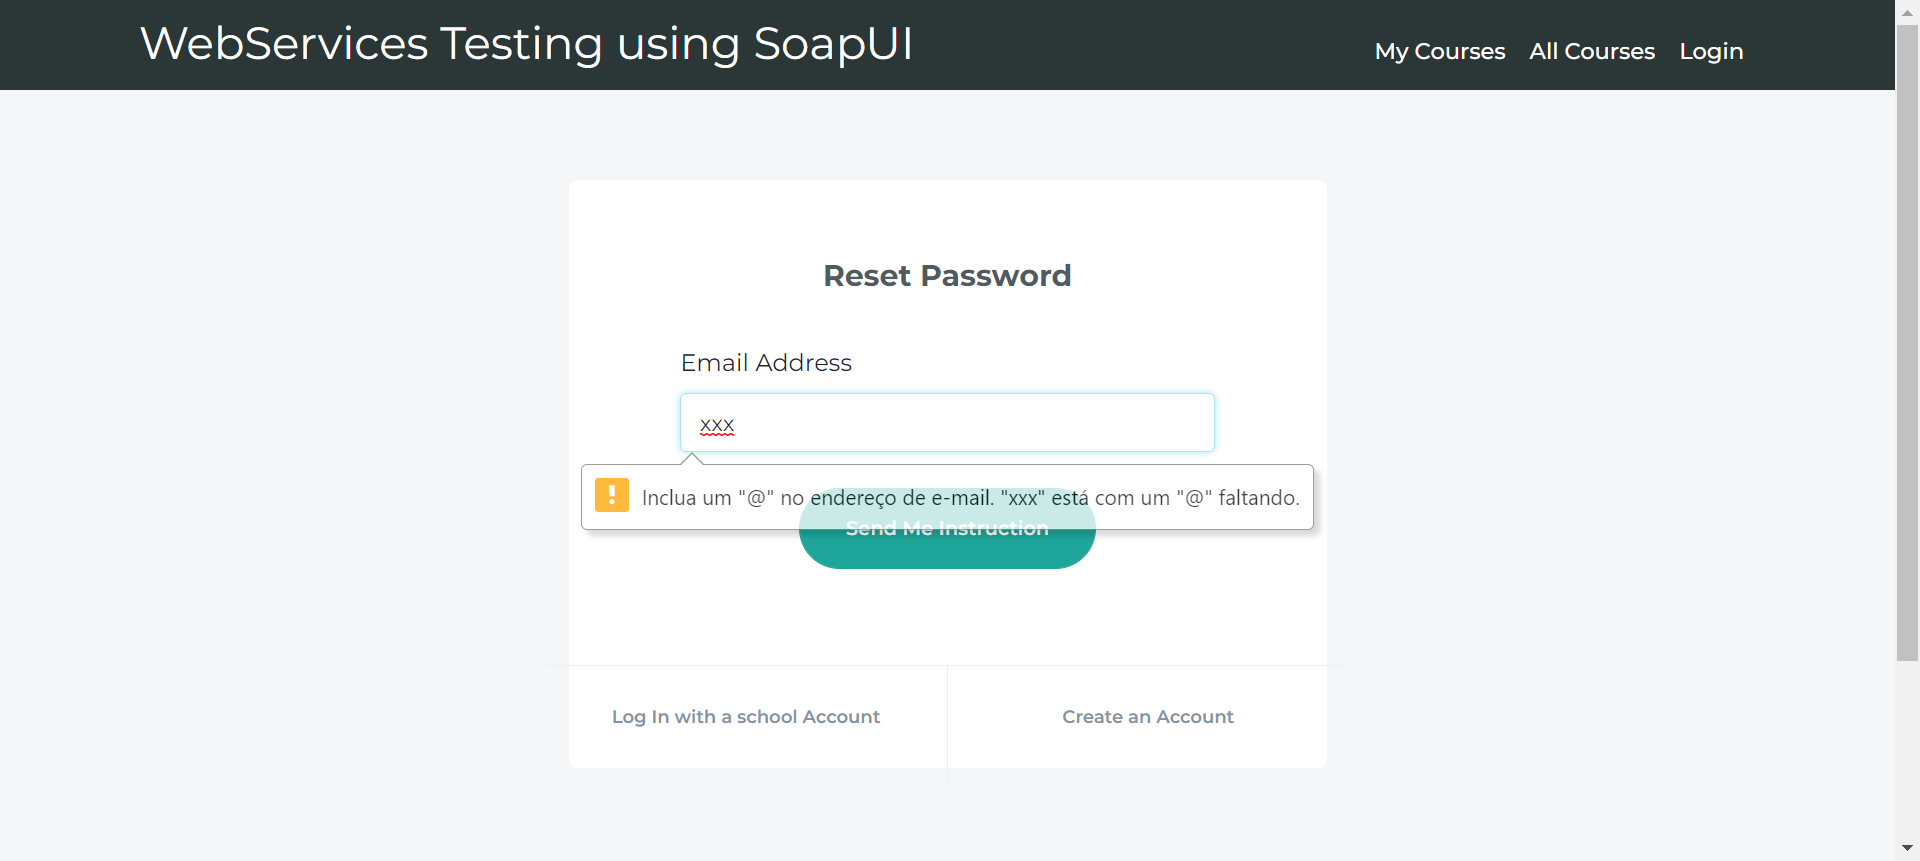 WebServices Testing using SoapUI
My Courses All Courses Login
Reset Password
Email Address
xxx
Inclua um "@" no endereço de e-mail. "xxx" está com um "@" faltando.
Send Me Instruction
Log In with a school Account
Create an Account